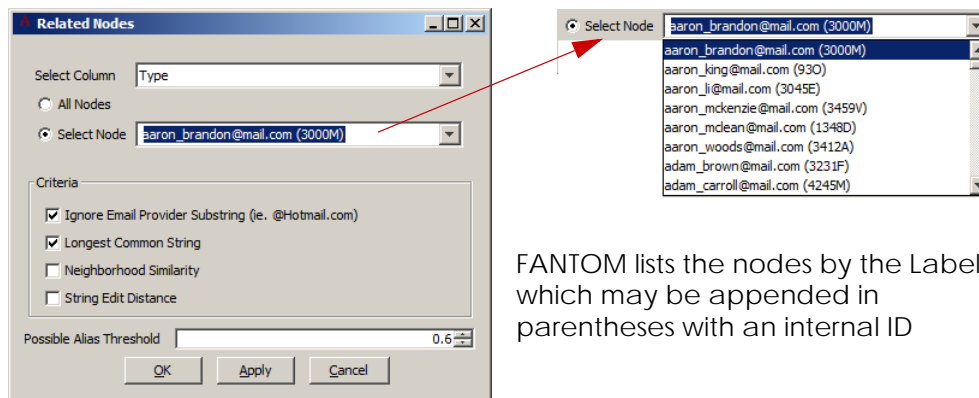 Related Nodes
Select Column Type
All Nodes
Select Node aaron_brandon@mail.com (3000M)
Criteria
Ignore Email Provider Substring (ie. @Hotmail.com)
Longest Common String
Neighborhood Similarity
String Edit Distance
Possible Alias Threshold 0.6
OK Apply Cancel
Select Node aaron_brandon@mail.com (3000M)
aaron_brandon@mail.com (3000M)
aaron_king@mail.com (93O)
aaron_li@mail.com (3045E)
aaron_mckenzie@mail.com (3459V)
aaron_mclean@mail.com (1348D)
aaron_woods@mail.com (3412A)
adam_brown@mail.com (3231F)
adam_carroll@mail.com (4245M)
FANTOM lists the nodes by the Label
which may be appended in
parentheses with an internal ID